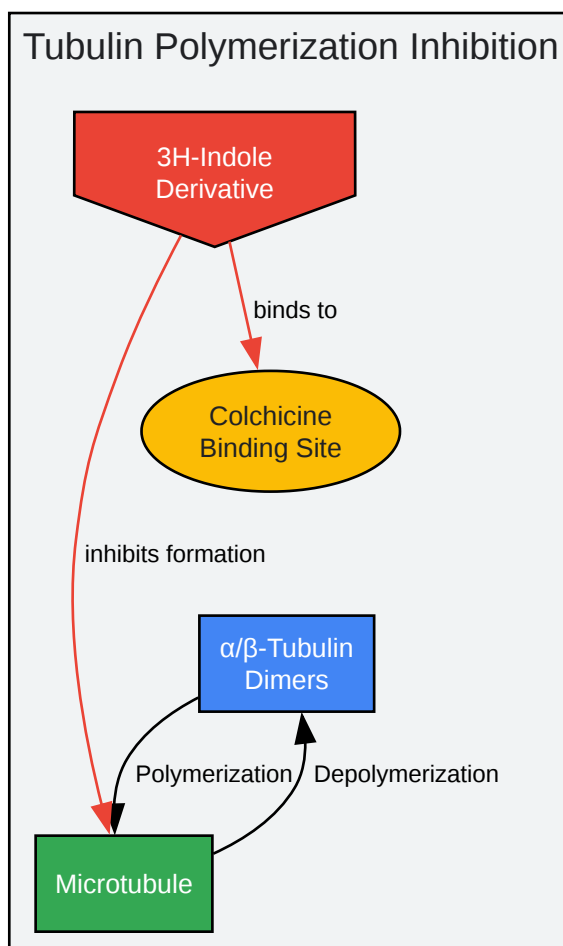 Tubulin Polymerization Inhibition
3H-Indole
Derivative
binds to
Colchicine
Binding Site
inhibits formation
α/β-Tubulin
Dimers
Polymerization
Depolymerization
Microtubule